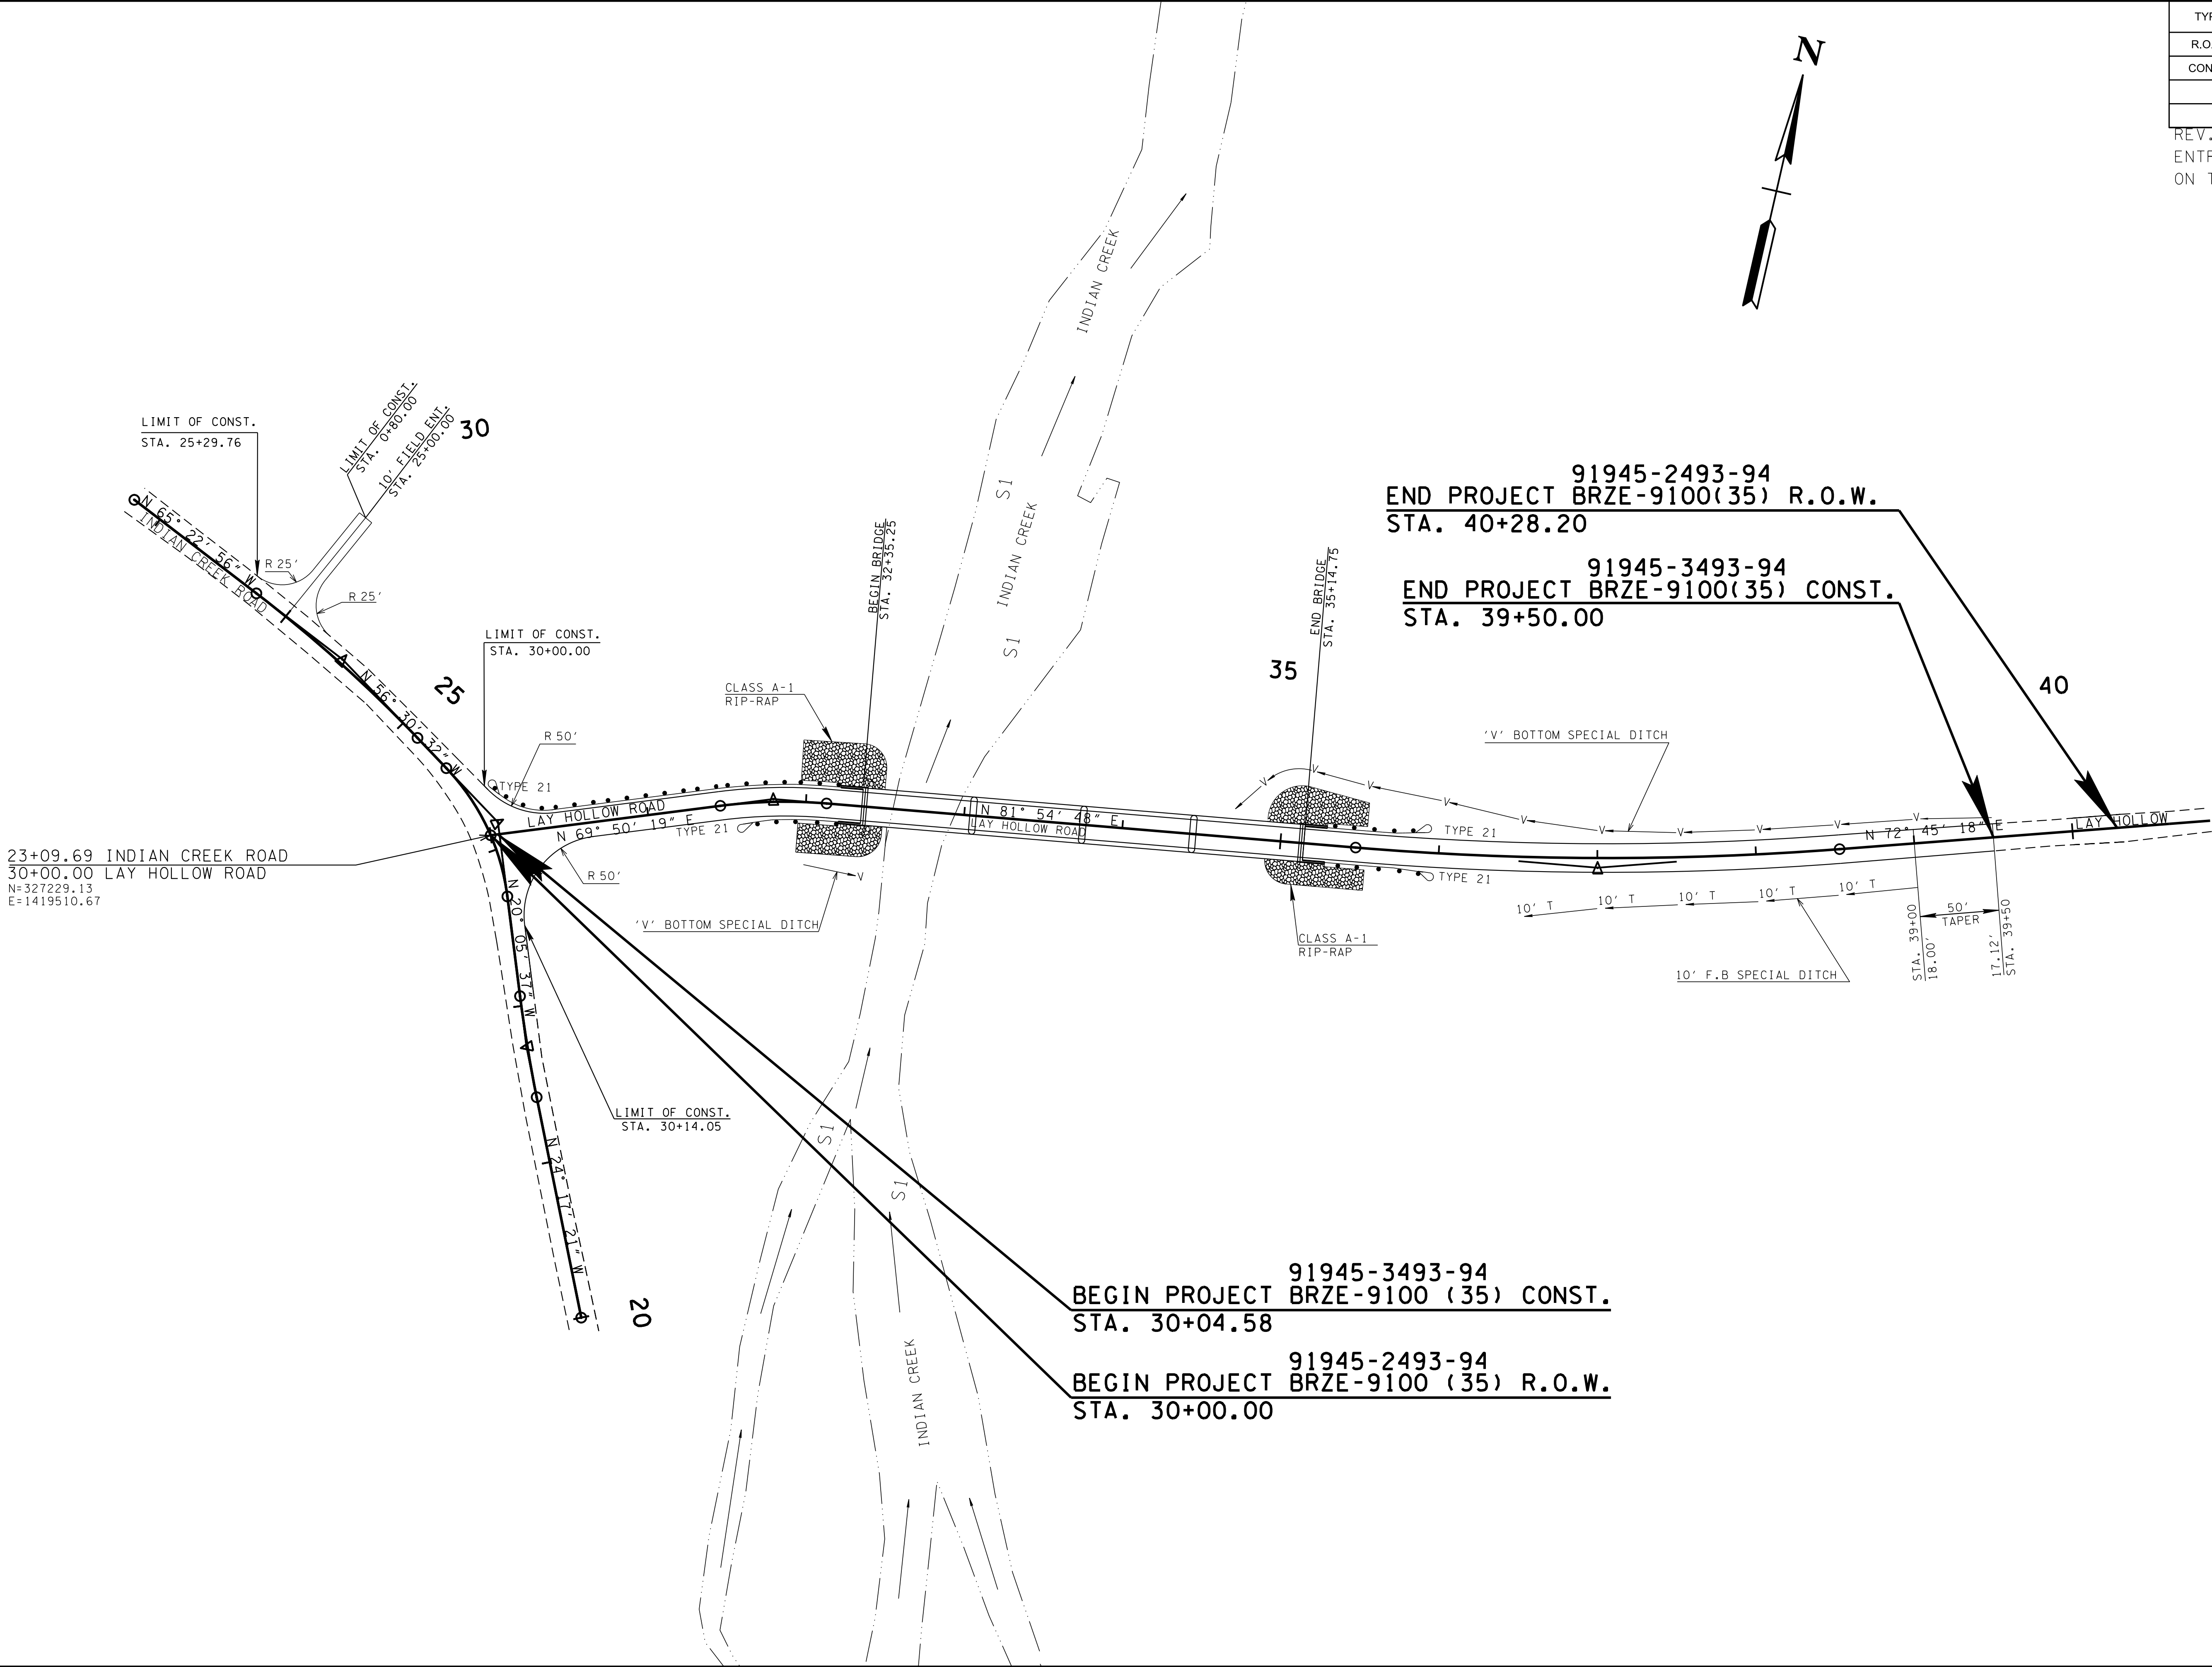 N
TYP
R.O.
CON
REV.
ENTR
ON T
LIMIT OF CONST.
STA. 25+29.76
LIMIT OF CONST.
STA. 0+80.00
10' FIELD ENT.
STA. 25+00.00
30
N 65° 22' 56" W
INDIAN CREEK ROAD
R 25'
R 25'
N 56° 30' 32" W
25
LIMIT OF CONST.
STA. 30+00.00
R 50'
TYPE 21
LAY HOLLOW ROAD
N 69° 50' 19" E
TYPE 21
R 50'
23+09.69 INDIAN CREEK ROAD
30+00.00 LAY HOLLOW ROAD
N=327229.13
E=1419510.67
N 20° 05' 37" W
LIMIT OF CONST.
STA. 30+14.05
N 24° 17' 21" W
20
CLASS A-1
RIP-RAP
'V' BOTTOM SPECIAL DITCH
V
BEGIN BRIDGE
STA. 32+35.25
INDIAN CREEK
S1
INDIAN CREEK
S1
N 81° 54' 48" E
LAY HOLLOW ROAD
S1
S1
INDIAN CREEK
END BRIDGE
STA. 35+14.75
35
CLASS A-1
RIP-RAP
TYPE 21
TYPE 21
'V' BOTTOM SPECIAL DITCH
V V V V V V V V V V
10' T 10' T 10' T 10' T 10' T
10' F.B SPECIAL DITCH
N 72° 45' 18" E
LAY HOLLOW
40
STA. 39+00
18.00'
50'
TAPER
17.12'
STA. 39+50
91945-2493-94
END PROJECT BRZE-9100(35) R.O.W.
STA. 40+28.20
91945-3493-94
END PROJECT BRZE-9100(35) CONST.
STA. 39+50.00
91945-3493-94
BEGIN PROJECT BRZE-9100 (35) CONST.
STA. 30+04.58
91945-2493-94
BEGIN PROJECT BRZE-9100 (35) R.O.W.
STA. 30+00.00